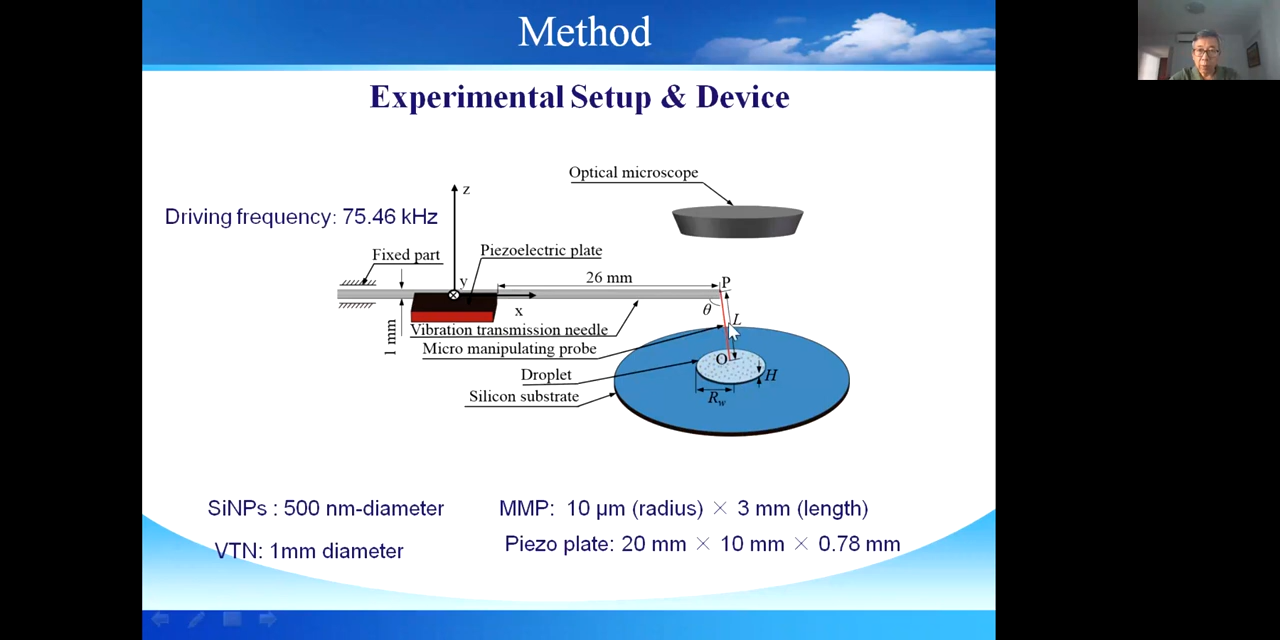 Method
Experimental Setup & Device
Optical microscope
z
Driving frequency: 75.46 kHz
Fixed part
Piezoelectric plate
y
26 mm
P
x
θ
L
1 mm
Vibration transmission needle
Micro manipulating probe
O
Droplet
H
Silicon substrate
Rw
SiNPs : 500 nm-diameter
MMP: 10 μm (radius) × 3 mm (length)
VTN: 1mm diameter
Piezo plate: 20 mm × 10 mm × 0.78 mm